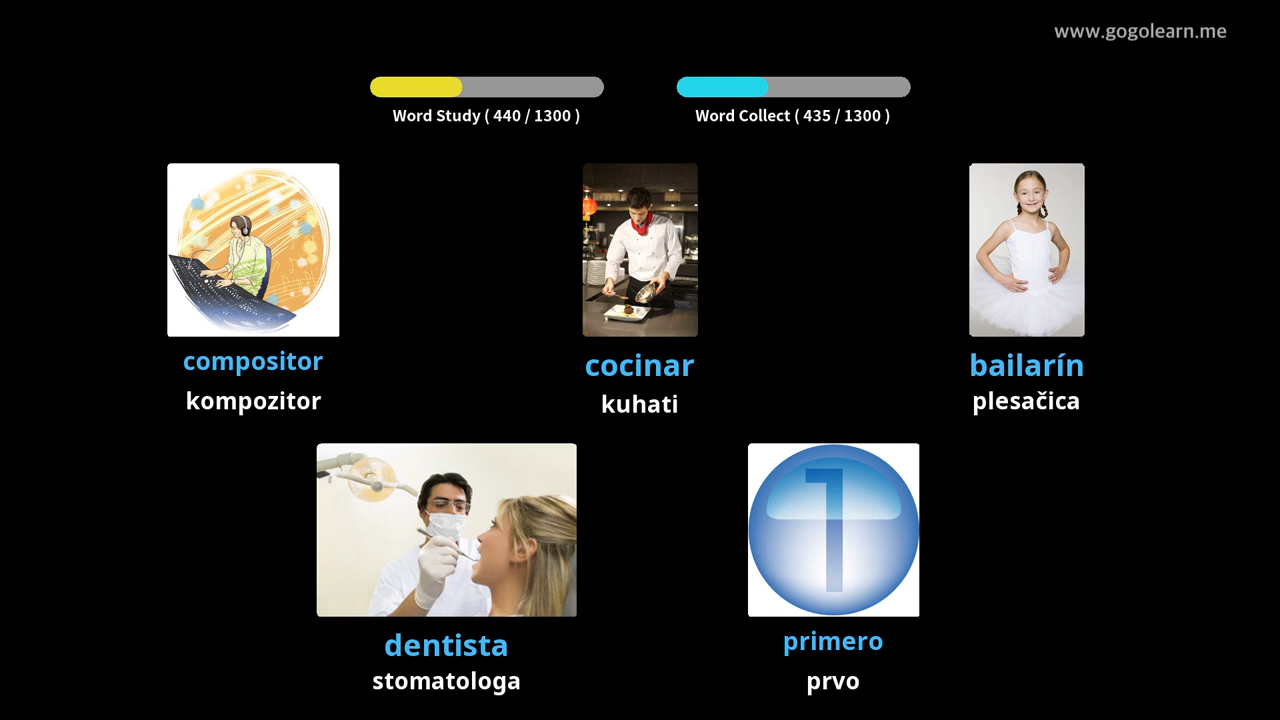 www.gogolearn.me
Word Study ( 440 / 1300 )
Word Collect ( 435 / 1300 )
compositor
kompozitor
cocinar
kuhati
bailarín
plesačica
dentista
stomatologa
1
primero
prvo